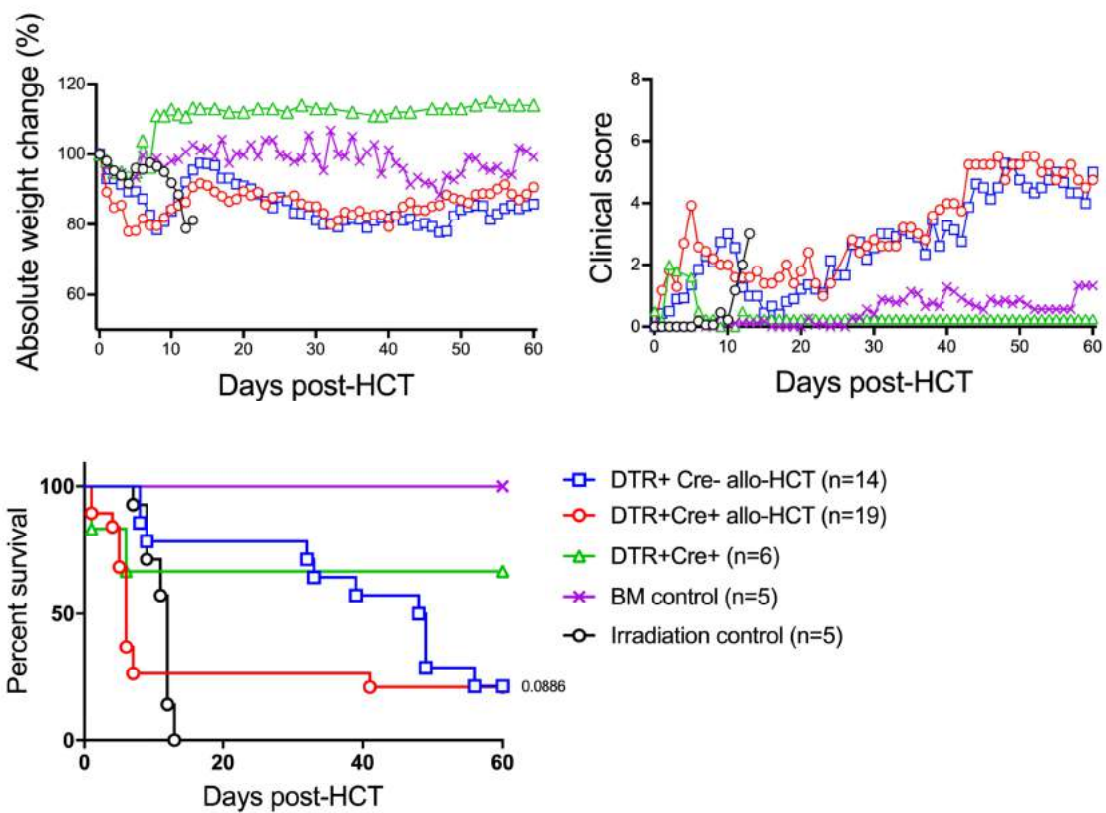 Absolute weight change (%)
120
100
80
60
0
10
20
30
40
50
60
Days post-HCT
Clinical score
8
6
4
2
0
0
10
20
30
40
50
60
Days post-HCT
Percent survival
100
50
0
0
20
40
60
0.0886
Days post-HCT
DTR+ Cre- allo-HCT (n=14)
DTR+Cre+ allo-HCT (n=19)
DTR+Cre+ (n=6)
BM control (n=5)
Irradiation control (n=5)